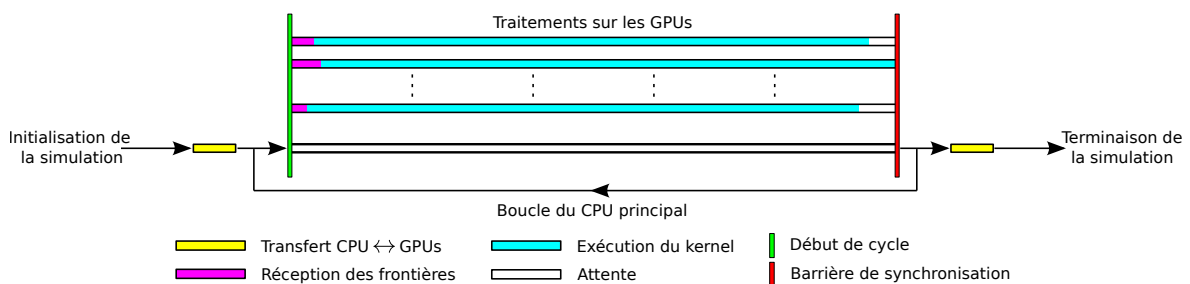 Traitements sur les GPUs
Initialisation de
la simulation
Terminaison de
la simulation
Boucle du CPU principal
Transfert CPU ↔ GPUs
Exécution du kernel
Début de cycle
Réception des frontières
Attente
Barrière de synchronisation